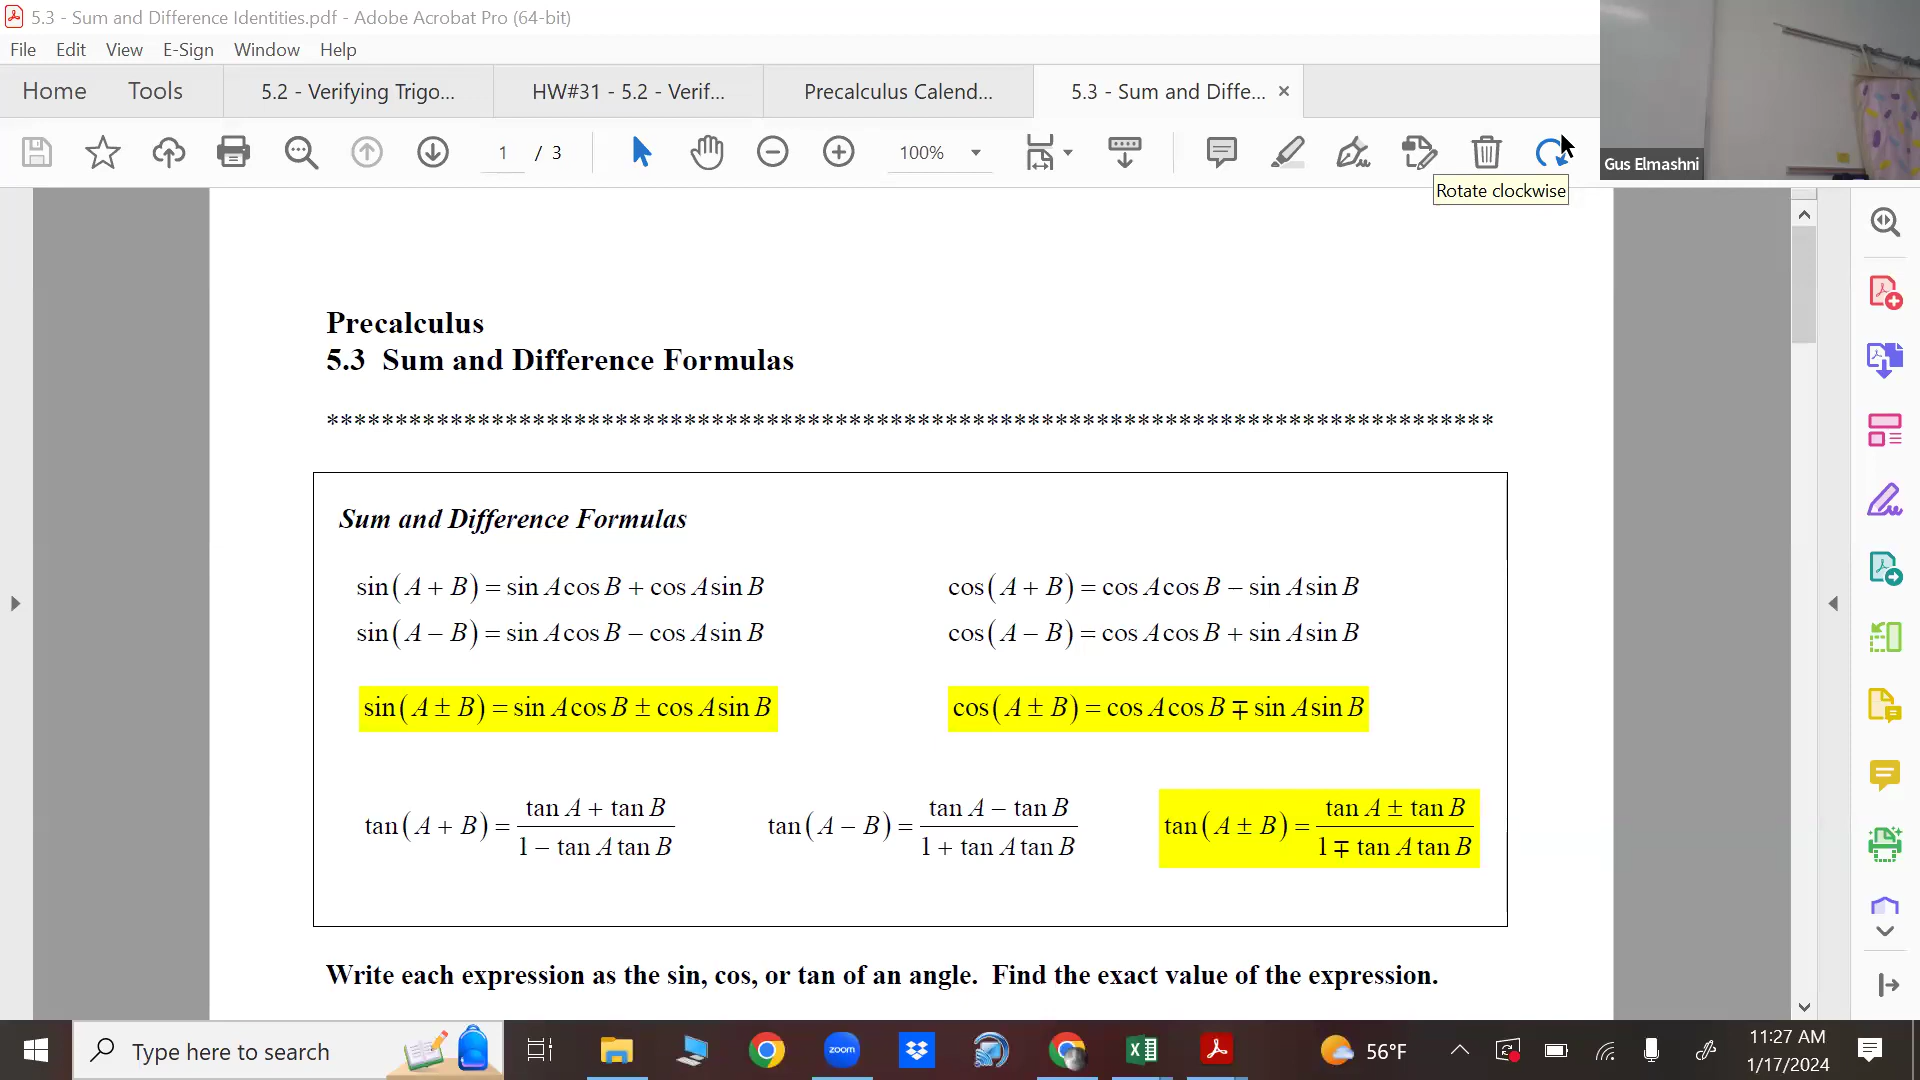 5.3 - Sum and Difference Identities.pdf - Adobe Acrobat Pro (64-bit)
File Edit View E-Sign Window Help
Home Tools 5.2 - Verifying Trigo... HW#31 - 5.2 - Verif... Precalculus Calend... 5.3 - Sum and Diffe... ×
1 / 3 100%
Gus Elmashni
Rotate clockwise
Precalculus
5.3 Sum and Difference Formulas
*************************************************************************************
Sum and Difference Formulas
sin(A + B) = sin A cos B + cos A sin B cos(A + B) = cos A cos B − sin A sin B
sin(A − B) = sin A cos B − cos A sin B cos(A − B) = cos A cos B + sin A sin B
sin(A ± B) = sin A cos B ± cos A sin B cos(A ± B) = cos A cos B ∓ sin A sin B
tan(A + B) = (tan A + tan B)/(1 − tan A tan B) tan(A − B) = (tan A − tan B)/(1 + tan A tan B) tan(A ± B) = (tan A ± tan B)/(1 ∓ tan A tan B)
Write each expression as the sin, cos, or tan of an angle. Find the exact value of the expression.
Type here to search zoom 56°F 11:27 AM
1/17/2024